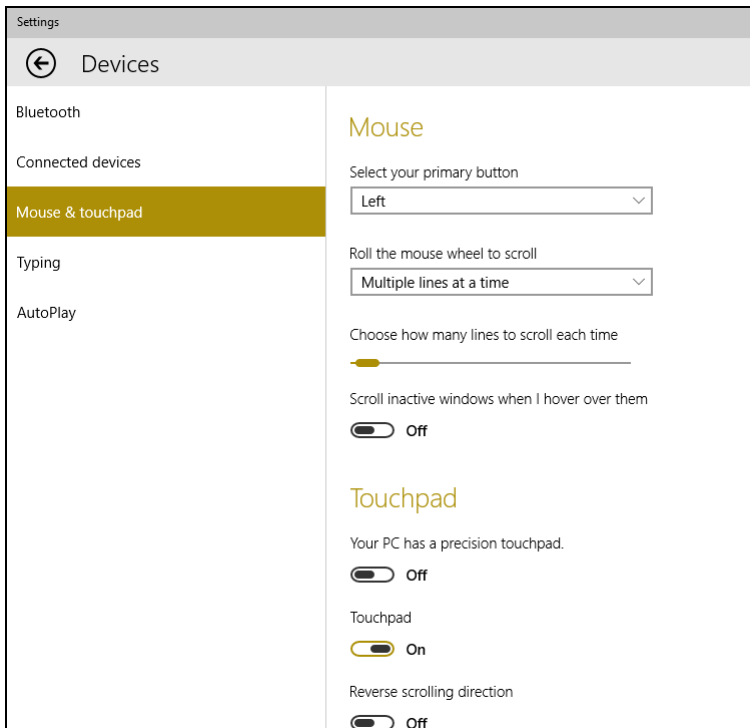 Settings
Devices
Bluetooth
Connected devices
Mouse & touchpad
Typing
AutoPlay
Mouse
Select your primary button
Left
Roll the mouse wheel to scroll
Multiple lines at a time
Choose how many lines to scroll each time
Scroll inactive windows when I hover over them
Off
Touchpad
Your PC has a precision touchpad.
Off
Touchpad
On
Reverse scrolling direction
Off